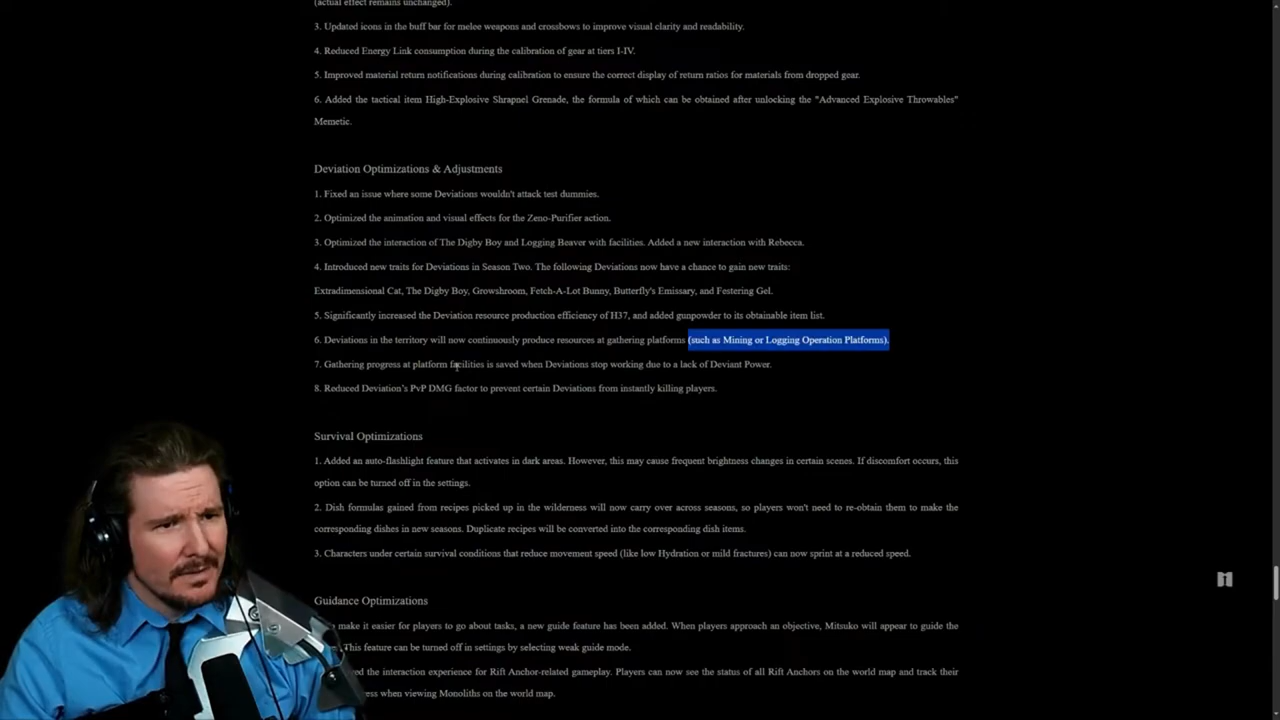 (actual effect remains unchanged).
3. Updated icons in the buff bar for melee weapons and crossbows to improve visual clarity and readability.
4. Reduced Energy Link consumption during the calibration of gear at tiers I-IV.
5. Improved material return notifications during calibration to ensure the correct display of return ratios for materials from dropped gear.
6. Added the tactical item High-Explosive Shrapnel Grenade, the formula of which can be obtained after unlocking the "Advanced Explosive Throwables"
Memetic.
Deviation Optimizations & Adjustments
1. Fixed an issue where some Deviations wouldn't attack test dummies.
2. Optimized the animation and visual effects for the Zeno-Purifier action.
3. Optimized the interaction of The Digby Boy and Logging Beaver with facilities. Added a new interaction with Rebecca.
4. Introduced new traits for Deviations in Season Two. The following Deviations now have a chance to gain new traits:
Extradimensional Cat, The Digby Boy, Growshroom, Fetch-A-Lot Bunny, Butterfly's Emissary, and Festering Gel.
5. Significantly increased the Deviation resource production efficiency of H37, and added gunpowder to its obtainable item list.
6. Deviations in the territory will now continuously produce resources at gathering platforms (such as Mining or Logging Operation Platforms).
7. Gathering progress at platform facilities is saved when Deviations stop working due to a lack of Deviant Power.
8. Reduced Deviation's PvP DMG factor to prevent certain Deviations from instantly killing players.
Survival Optimizations
1. Added an auto-flashlight feature that activates in dark areas. However, this may cause frequent brightness changes in certain scenes. If discomfort occurs, this
option can be turned off in the settings.
2. Dish formulas gained from recipes picked up in the wilderness will now carry over across seasons, so players won't need to re-obtain them to make the
corresponding dishes in new seasons. Duplicate recipes will be converted into the corresponding dish items.
3. Characters under certain survival conditions that reduce movement speed (like low Hydration or mild fractures) can now sprint at a reduced speed.
Guidance Optimizations
make it easier for players to go about tasks, a new guide feature has been added. When players approach an objective, Mitsuko will appear to guide the
This feature can be turned off in settings by selecting weak guide mode.
the interaction experience for Rift Anchor-related gameplay. Players can now see the status of all Rift Anchors on the world map and track their
when viewing Monoliths on the world map.